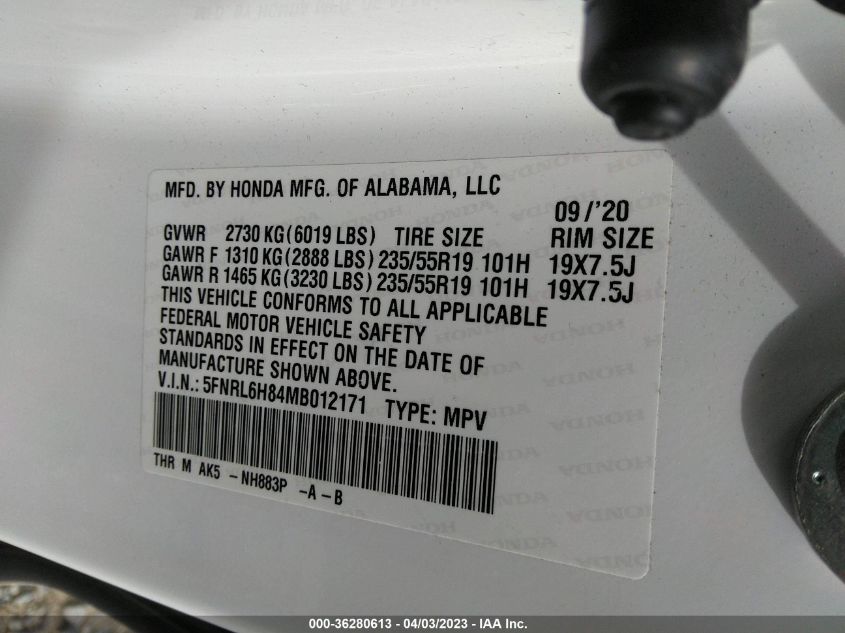 MFD. BY HONDA MFG. OF ALABAMA, LLC
09/'20
GVWR 2730 KG(6019 LBS) TIRE SIZE RIM SIZE
GAWR F 1310 KG(2888 LBS) 235/55R19 101H 19X7.5J
GAWR R 1465 KG(3230 LBS) 235/55R19 101H 19X7.5J
THIS VEHICLE CONFORMS TO ALL APPLICABLE
FEDERAL MOTOR VEHICLE SAFETY
STANDARDS IN EFFECT ON THE DATE OF
MANUFACTURE SHOWN ABOVE.
V.I.N.: 5FNRL6H84MB012171 TYPE: MPV
THR M AK5 -NH883P -A-B
000-36280613 - 04/03/2023 - IAA Inc.